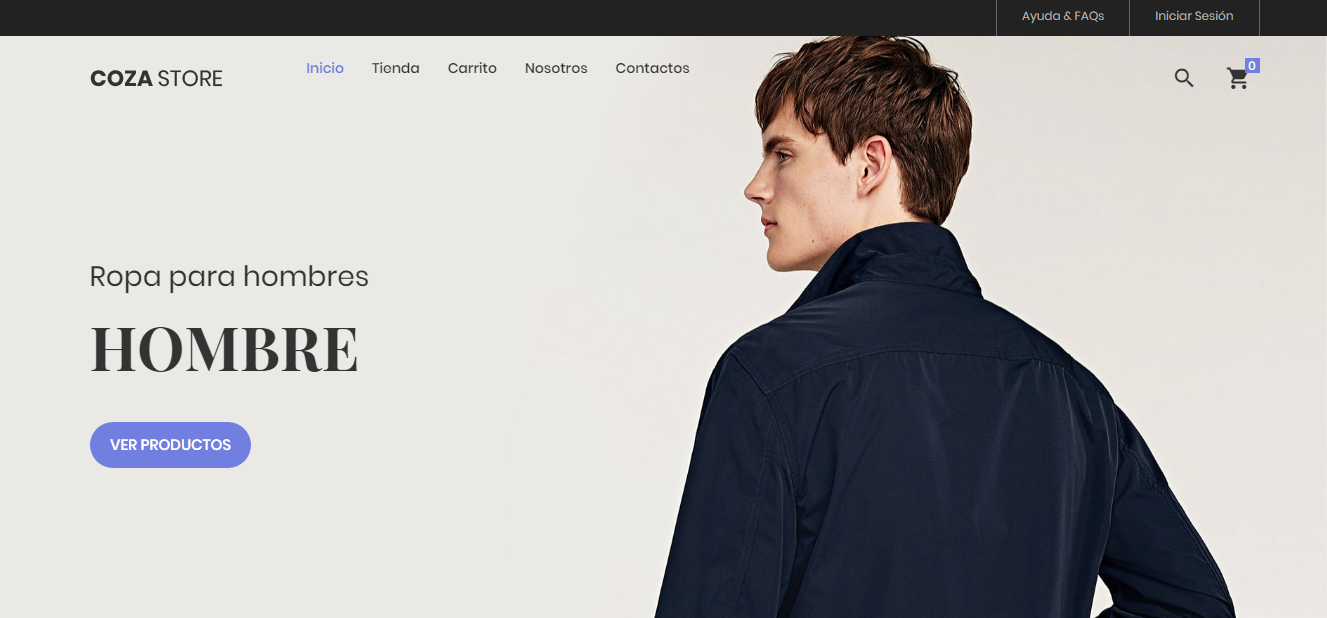 Ayuda & FAQs
Iniciar Sesión
COZA STORE
Inicio
Tienda
Carrito
Nosotros
Contactos
0
Ropa para hombres
HOMBRE
VER PRODUCTOS